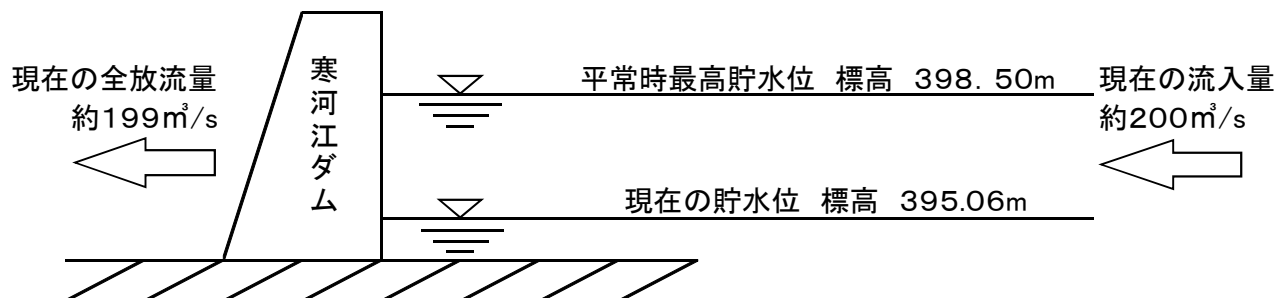 現在の全放流量
約199㎥/s
寒河江ダム
平常時最高貯水位 標高 398.50m
現在の貯水位 標高 395.06m
現在の流入量
約200㎥/s